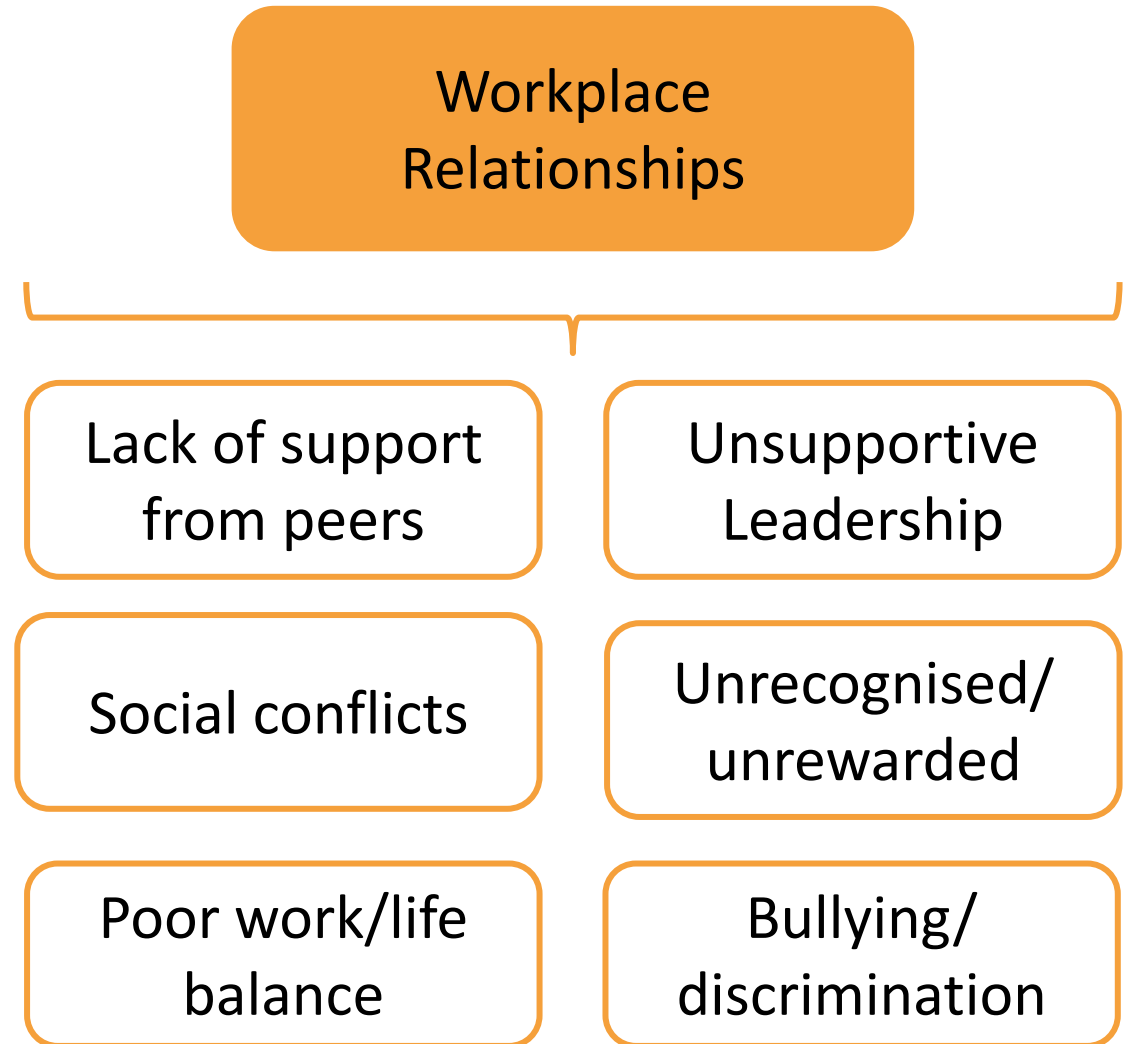 Workplace
Relationships
Lack of support
from peers
Unsupportive
Leadership
Social conflicts
Unrecognised/
unrewarded
Poor work/life
balance
Bullying/
discrimination